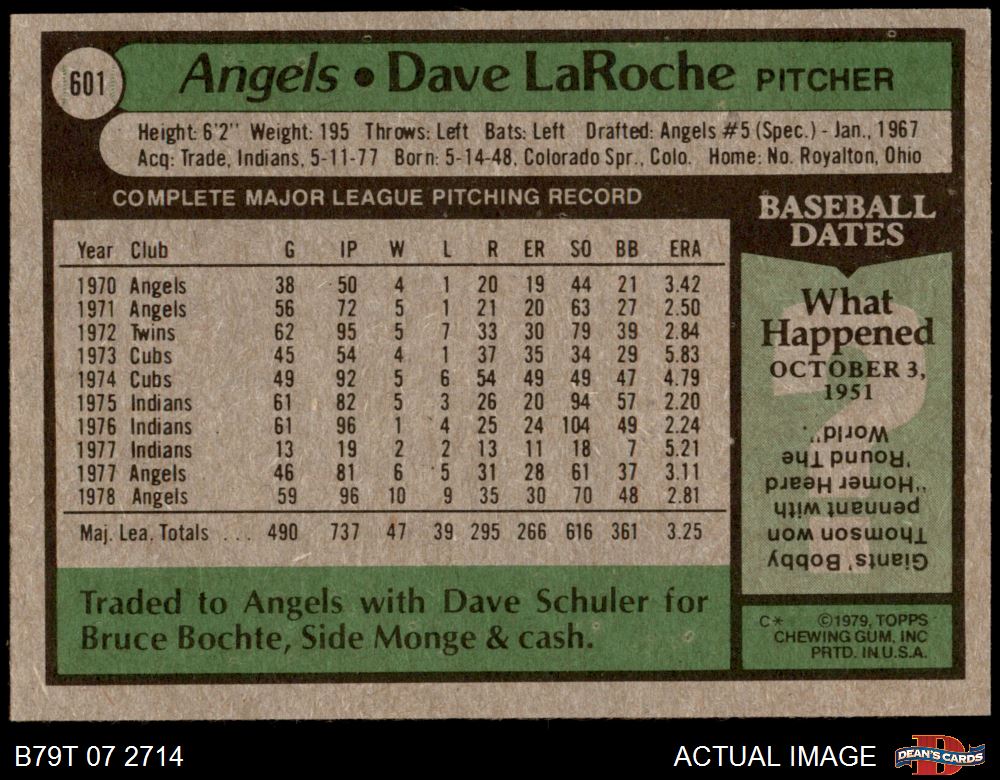 601
Angels • Dave LaRoche PITCHER
Height: 6'2" Weight: 195 Throws: Left Bats: Left Drafted: Angels #5 (Spec.) - Jan., 1967
Acq: Trade, Indians, 5-11-77 Born: 5-14-48, Colorado Spr., Colo. Home: No. Royalton, Ohio
COMPLETE MAJOR LEAGUE PITCHING RECORD
Year Club G IP W L R ER SO BB ERA
1970 Angels 38 50 4 1 20 19 44 21 3.42
1971 Angels 56 72 5 1 21 20 63 27 2.50
1972 Twins 62 95 5 7 33 30 79 39 2.84
1973 Cubs 45 54 4 1 37 35 34 29 5.83
1974 Cubs 49 92 5 6 54 49 49 47 4.79
1975 Indians 61 82 5 3 26 20 94 57 2.20
1976 Indians 61 96 1 4 25 24 104 49 2.24
1977 Indians 13 19 2 2 13 11 18 7 5.21
1977 Angels 46 81 6 5 31 28 61 37 3.11
1978 Angels 59 96 10 9 35 30 70 48 2.81
Maj. Lea. Totals ... 490 737 47 39 295 266 616 361 3.25
Traded to Angels with Dave Schuler for
Bruce Bochte, Side Monge & cash.
BASEBALL
DATES
What
Happened
OCTOBER 3,
1951
Giants' Bobby
Thomson won
pennant with
"Homer Heard
'Round The
World".
C* ©1979, TOPPS
CHEWING GUM, INC
PRTD. IN U.S.A.
B79T 07 2714
ACTUAL IMAGE
DEAN'S CARDS